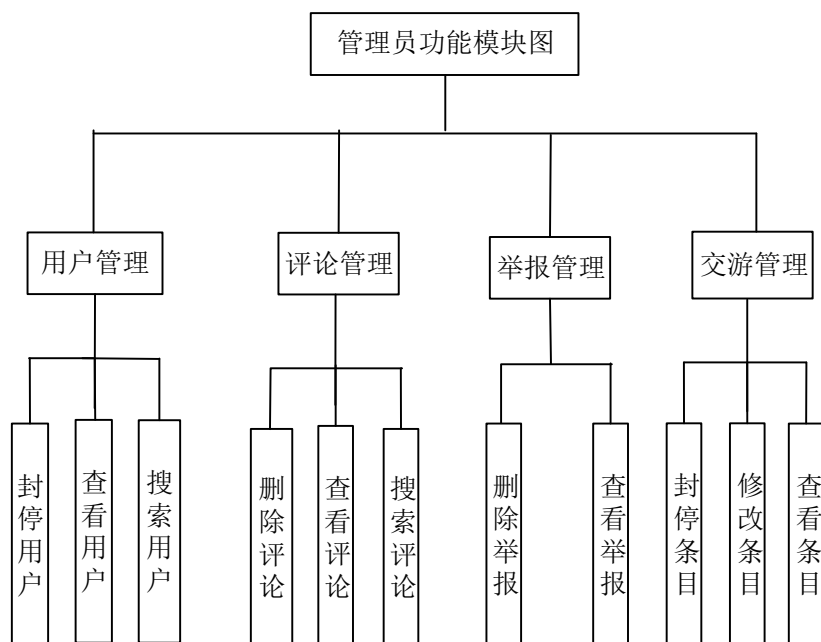 管理员功能模块图
用户管理
评论管理
举报管理
交游管理
封停用户
查看用户
搜索用户
删除评论
查看评论
搜索评论
删除举报
查看举报
封停条目
修改条目
查看条目